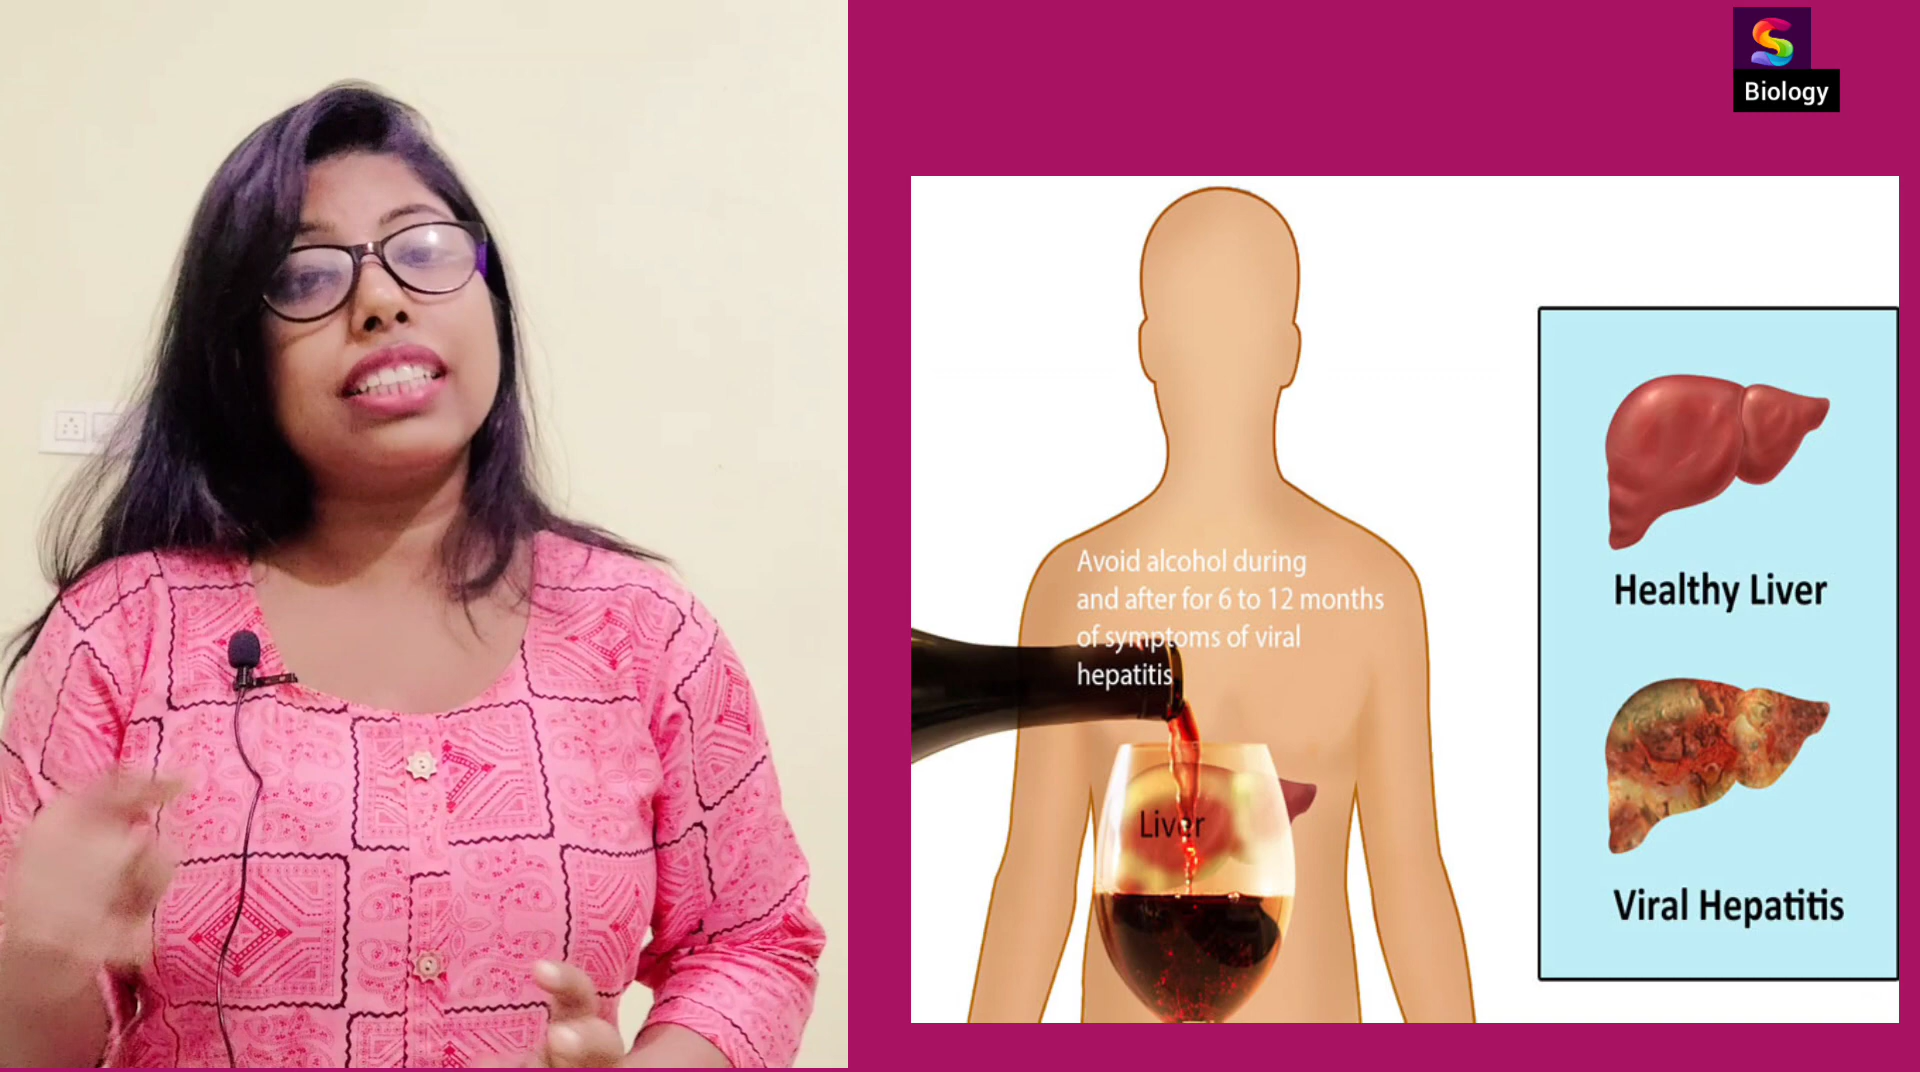 Biology
Avoid alcohol during
and after for 6 to 12 months
of symptoms of viral
hepatitis
Liver
Healthy Liver
Viral Hepatitis